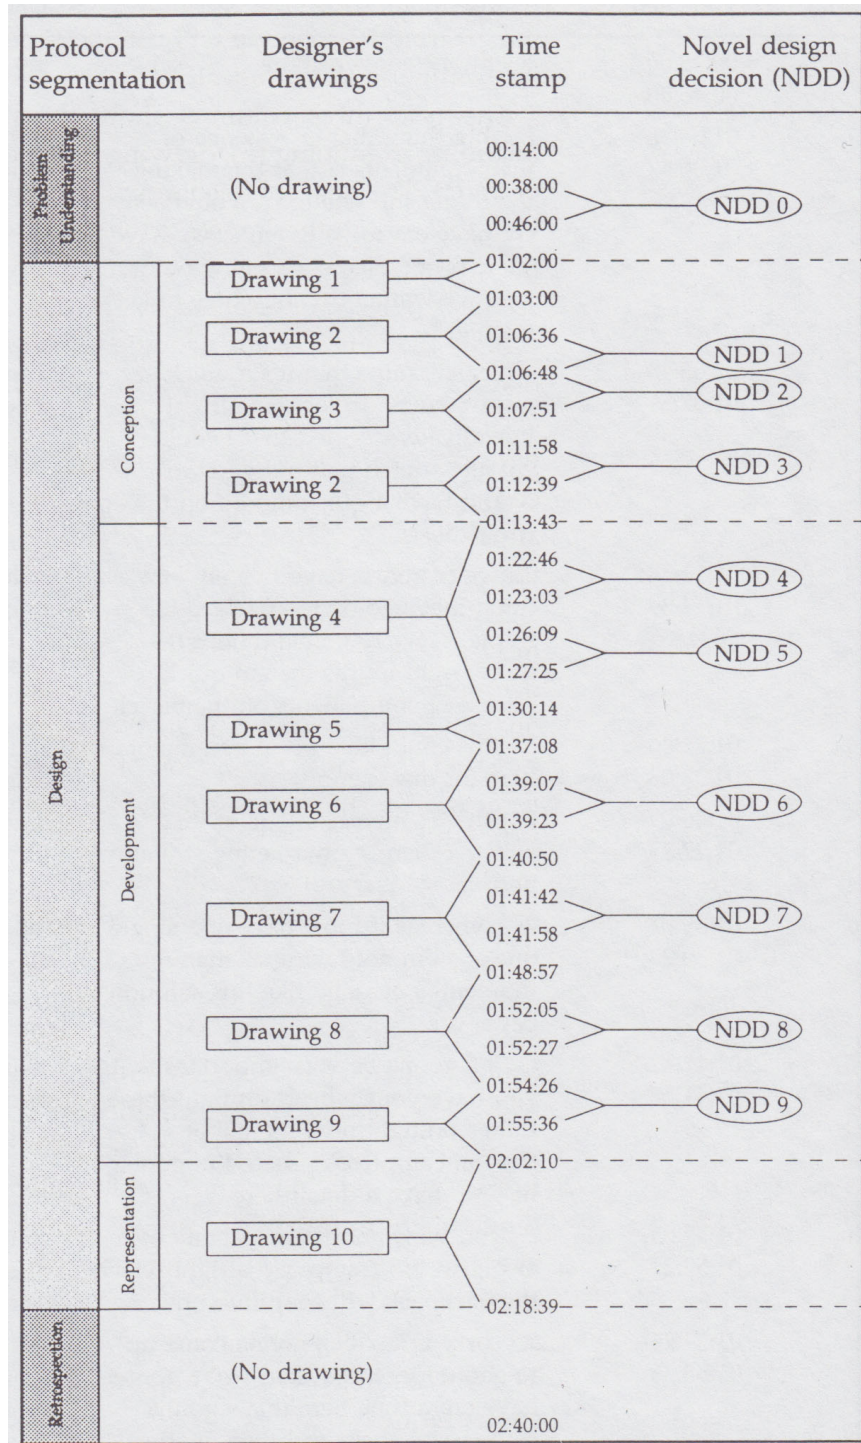 Protocol segmentation
Designer's drawings
Time stamp
Novel design decision (NDD)
Problem Understanding
(No drawing)
00:14:00
00:38:00
00:46:00
NDD 0
01:02:00
Design
Conception
Drawing 1
01:03:00
Drawing 2
01:06:36
NDD 1
01:06:48
NDD 2
Drawing 3
01:07:51
01:11:58
NDD 3
Drawing 2
01:12:39
01:13:43
Development
01:22:46
NDD 4
01:23:03
Drawing 4
01:26:09
NDD 5
01:27:25
01:30:14
Drawing 5
01:37:08
01:39:07
Drawing 6
NDD 6
01:39:23
01:40:50
01:41:42
Drawing 7
NDD 7
01:41:58
01:48:57
01:52:05
Drawing 8
NDD 8
01:52:27
01:54:26
NDD 9
Drawing 9
01:55:36
02:02:10
Representation
Drawing 10
02:18:39
Retrospection
(No drawing)
02:40:00